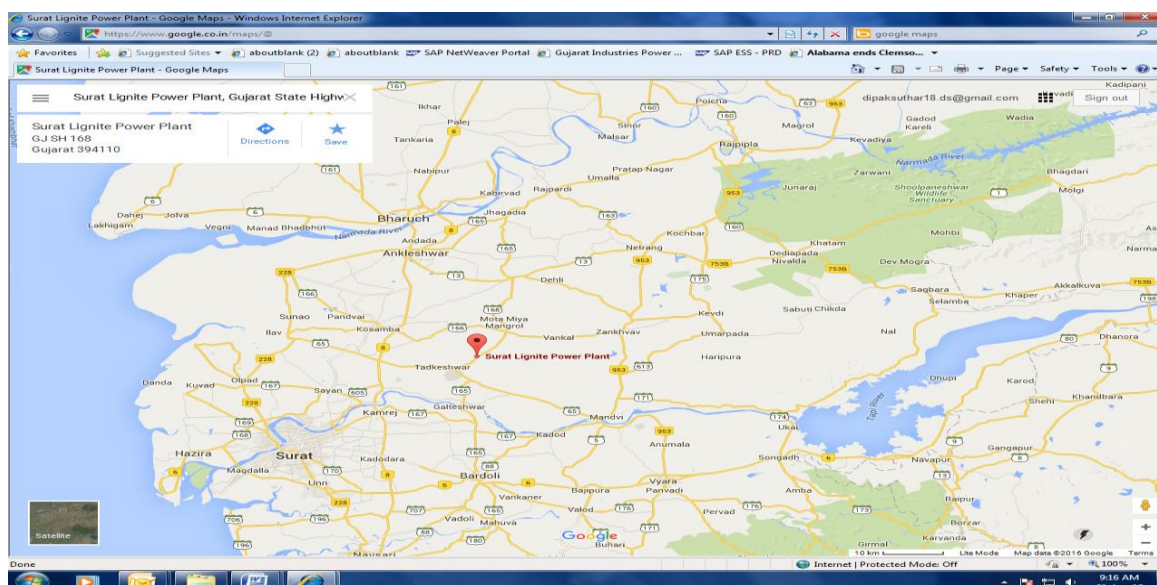 Surat Lignite Power Plant - Google Maps - Windows Internet Explorer
https://www.google.co.in/maps/@
google maps
Favorites
Suggested Sites
aboutblank (2)
aboutblank
SAP NetWeaver Portal
Gujarat Industries Power ...
SAP ESS - PRD
Alabama ends Clemso...
Surat Lignite Power Plant - Google Maps
Page
Safety
Tools
Surat Lignite Power Plant, Gujarat State Highw
dipaksuthar18.ds@gmail.com
Sign out
Surat Lignite Power Plant
GJ SH 168
Gujarat 394110
Directions
Save
Kadipani
Ikhar
Palej
Tankaria
Sinor
Malsar
Poicha
Rajpipla
Magrol
Kevadiya
Gadod
Kareli
Wadia
Narmada River
Zarwani
Bhagdari
Nabipur
Pratap Nagar
Umalla
Kabirvad
Rajpardi
Junaraj
Shoolpaneshwar
Wildlife
Sanctuary
Molgi
Dahej
Jolva
Lakhigam
Vegni
Manad Bhadbhut
Narmada River
Bharuch
Jhagadia
Andada
Ankleshwar
Kochbar
Netrang
Khatam
Mohbi
Dediapada
Nivalda
Dev Mogra
Dehli
Sagbara
Selamba
Khaper
Akkalkuva
Sunao
Pandvai
Mota Miya
Mangrol
Kevdi
Sabuti Chikda
Ilav
Kosamba
Vankal
Zankhvav
Umarpada
Nal
Dhanora
Surat Lignite Power Plant
Haripura
Tadkeshwar
Danda
Kuvad
Olpad
Sayan
Dhupi
Karod
Shehi
Khandbara
Kamrej
Galteshwar
Mandvi
Tapi River
Ukai
Hazira
Surat
Kadodara
Kadod
Anumala
Songadh
Navapur
Gangapur
Magdalla
Unn
Bardoli
Vyara
Panvadi
Bajipura
Amba
Raipur
Vankaner
Valod
Pervad
Vadoli
Mahuva
Borzar
Karvanda
Girmal
Buhari
Navsari
Satellite
Google
10 km
Lite Mode
Map data ©2016 Google
Terms
Done
Internet | Protected Mode: Off
100%
9:16 AM